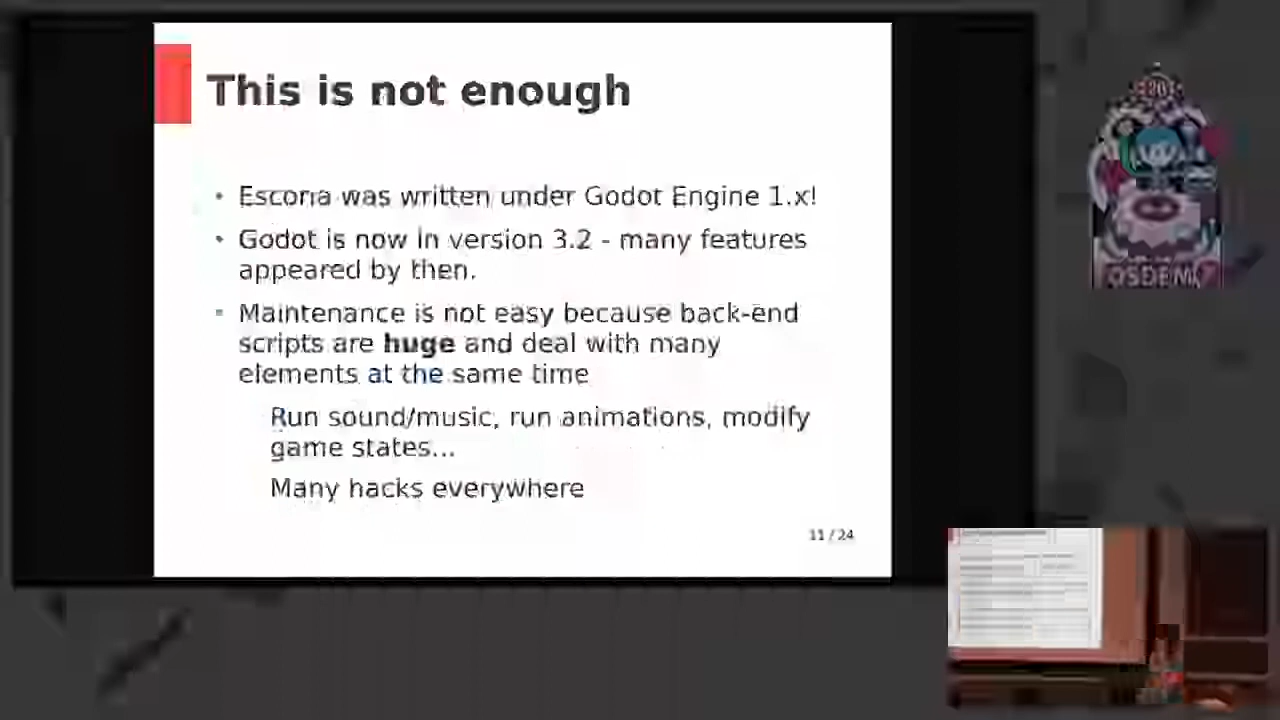 This is not enough
• Escoria was written under Godot Engine 1.x!
• Godot is now in version 3.2 - many features
appeared by then.
• Maintenance is not easy because back-end
scripts are huge and deal with many
elements at the same time
Run sound/music, run animations, modify
game states...
Many hacks everywhere
11 / 24